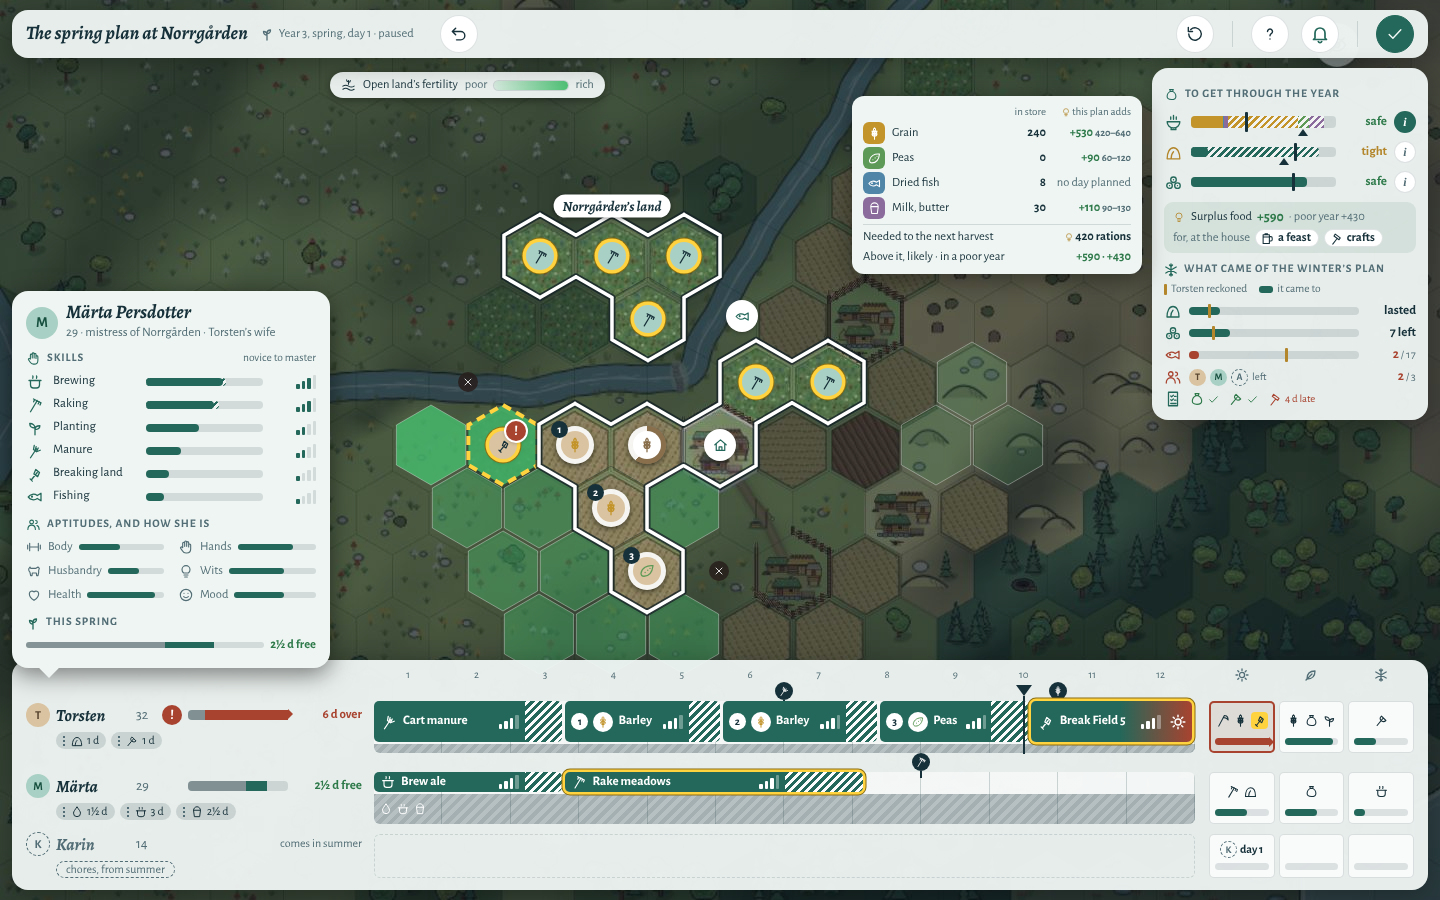 The spring plan at Norrgården
Year 3, spring, day 1 · paused
?
Open land's fertility poor rich
Norrgården's land
in store this plan adds
Grain 240 +530 420–640
Peas 0 +90 60–120
Dried fish 8 no day planned
Milk, butter 30 +110 90–130
Needed to the next harvest 420 rations
Above it, likely · in a poor year +590 · +430
TO GET THROUGH THE YEAR
safe i
tight i
safe i
Surplus food +590 · poor year +430
for, at the house a feast crafts
WHAT CAME OF THE WINTER'S PLAN
Torsten reckoned it came to
lasted
7 left
2 / 17
T M A left 2 / 3
4 d late
M Märta Persdotter
29 · mistress of Norrgården · Torsten's wife
SKILLS novice to master
Brewing
Raking
Planting
Manure
Breaking land
Fishing
APTITUDES, AND HOW SHE IS
Body Hands
Husbandry Wits
Health Mood
THIS SPRING
2½ d free
!
1
2
3
1 2 3 4 5 6 7 8 9 10 11 12
T Torsten 32 ! 6 d over
1 d 1 d
Cart manure 1 Barley 2 Barley 3 Peas Break Field 5
M Märta 29 2½ d free
1½ d 3 d 2½ d
Brew ale Rake meadows
K Karin 14 comes in summer
chores, from summer
K day 1